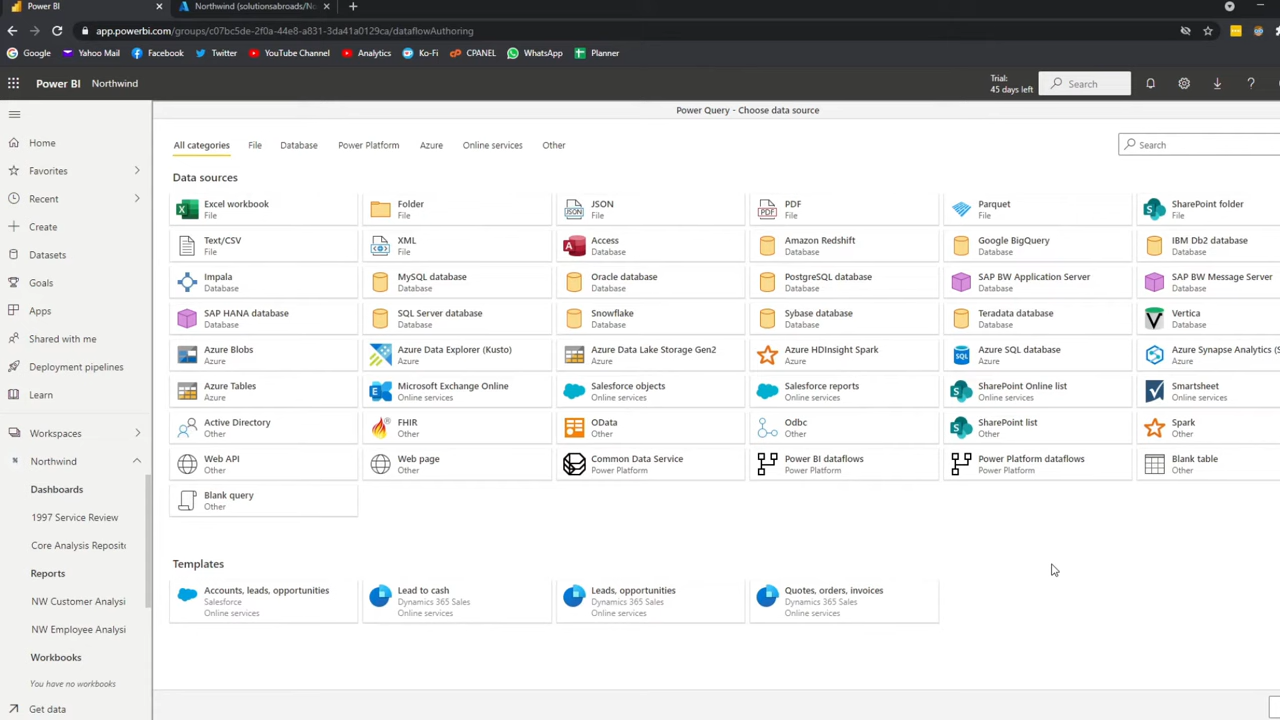 Power BI
Northwind (solutionsabroads/No
app.powerbi.com/groups/c07bc5de-2f0a-44e8-a831-3da41a0129ca/dataflowAuthoring
Google Yahoo Mail Facebook Twitter YouTube Channel Analytics Ko-Fi CPANEL WhatsApp Planner
Power BI Northwind
Trial:
45 days left
Search
Power Query - Choose data source
Home
Favorites
Recent
Create
Datasets
Goals
Apps
Shared with me
Deployment pipelines
Learn
Workspaces
Northwind
Dashboards
1997 Service Review
Core Analysis Reposit
Reports
NW Customer Analysi
NW Employee Analysi
Workbooks
You have no workbooks
Get data
All categories File Database Power Platform Azure Online services Other
Search
Data sources
Excel workbook
File
Folder
File
JSON
File
PDF
File
Parquet
File
SharePoint folder
File
Text/CSV
File
XML
File
Access
Database
Amazon Redshift
Database
Google BigQuery
Database
IBM Db2 database
Database
Impala
Database
MySQL database
Database
Oracle database
Database
PostgreSQL database
Database
SAP BW Application Server
Database
SAP BW Message Server
Database
SAP HANA database
Database
SQL Server database
Database
Snowflake
Database
Sybase database
Database
Teradata database
Database
Vertica
Database
Azure Blobs
Azure
Azure Data Explorer (Kusto)
Azure
Azure Data Lake Storage Gen2
Azure
Azure HDInsight Spark
Azure
Azure SQL database
Azure
Azure Synapse Analytics (S
Azure
Azure Tables
Azure
Microsoft Exchange Online
Online services
Salesforce objects
Online services
Salesforce reports
Online services
SharePoint Online list
Online services
Smartsheet
Online services
Active Directory
Other
FHIR
Other
OData
Other
Odbc
Other
SharePoint list
Other
Spark
Other
Web API
Other
Web page
Other
Common Data Service
Power Platform
Power BI dataflows
Power Platform
Power Platform dataflows
Power Platform
Blank table
Other
Blank query
Other
Templates
Accounts, leads, opportunities
Salesforce
Online services
Lead to cash
Dynamics 365 Sales
Online services
Leads, opportunities
Dynamics 365 Sales
Online services
Quotes, orders, invoices
Dynamics 365 Sales
Online services